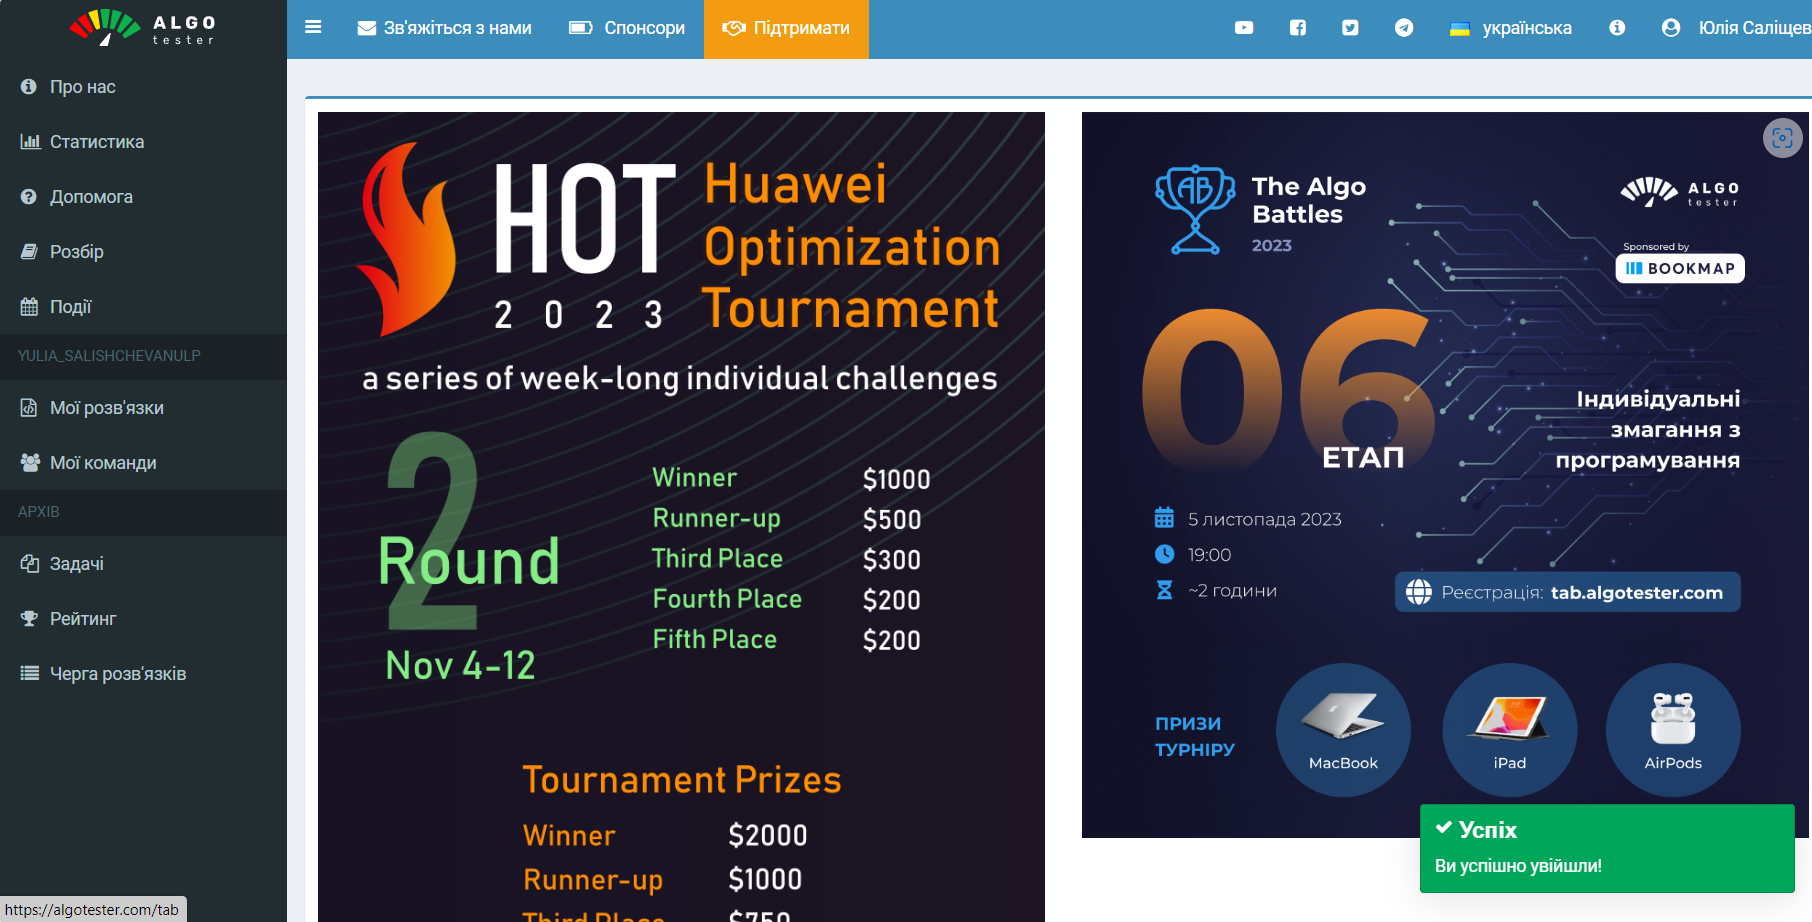 ALGO
tester
Зв'яжіться з нами
Спонсори
Підтримати
українська
Юлія Саліщев
Про нас
Статистика
Допомога
Розбір
Події
YULIA_SALISHCHEVANULP
Мої розв'язки
Мої команди
АРХІВ
Задачі
Рейтинг
Черга розв'язків
https://algotester.com/tab
HOT
2023
Huawei
Optimization
Tournament
a series of week-long individual challenges
2
Round
Nov 4-12
Winner $1000
Runner-up $500
Third Place $300
Fourth Place $200
Fifth Place $200
Tournament Prizes
Winner $2000
Runner-up $1000
Third Place $750
AB
The Algo
Battles
2023
ALGO
tester
Sponsored by
BOOKMAP
06
ЕТАП
Індивідуальні
змагання з
програмування
5 листопада 2023
19:00
~2 години
Реєстрація: tab.algotester.com
ПРИЗИ
ТУРНІРУ
MacBook
iPad
AirPods
Успіх
Ви успішно увійшли!